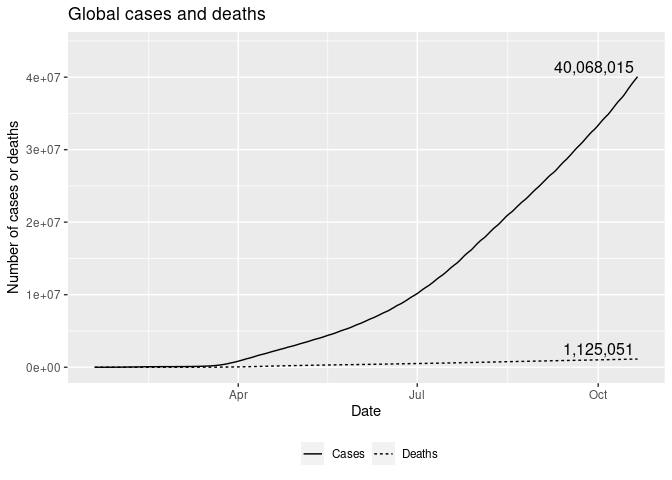 Global cases and deaths
40,068,015
4e+07
3e+07
2e+07
1e+07
0e+00
1,125,051
Number of cases or deaths
Apr Jul Oct
Date
Cases Deaths